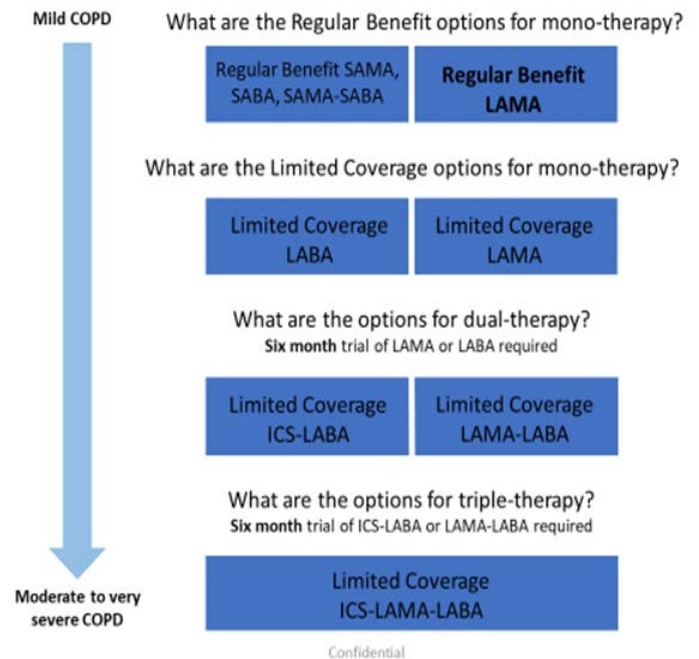 Mild COPD
What are the Regular Benefit options for mono-therapy?
Regular Benefit SAMA,
SABA, SAMA-SABA
Regular Benefit
LAMA
What are the Limited Coverage options for mono-therapy?
Limited Coverage
LABA
Limited Coverage
LAMA
What are the options for dual-therapy?
Six month trial of LAMA or LABA required
Limited Coverage
ICS-LABA
Limited Coverage
LAMA-LABA
What are the options for triple-therapy?
Six month trial of ICS-LABA or LAMA-LABA required
Limited Coverage
ICS-LAMA-LABA
Moderate to very
severe COPD
Confidential